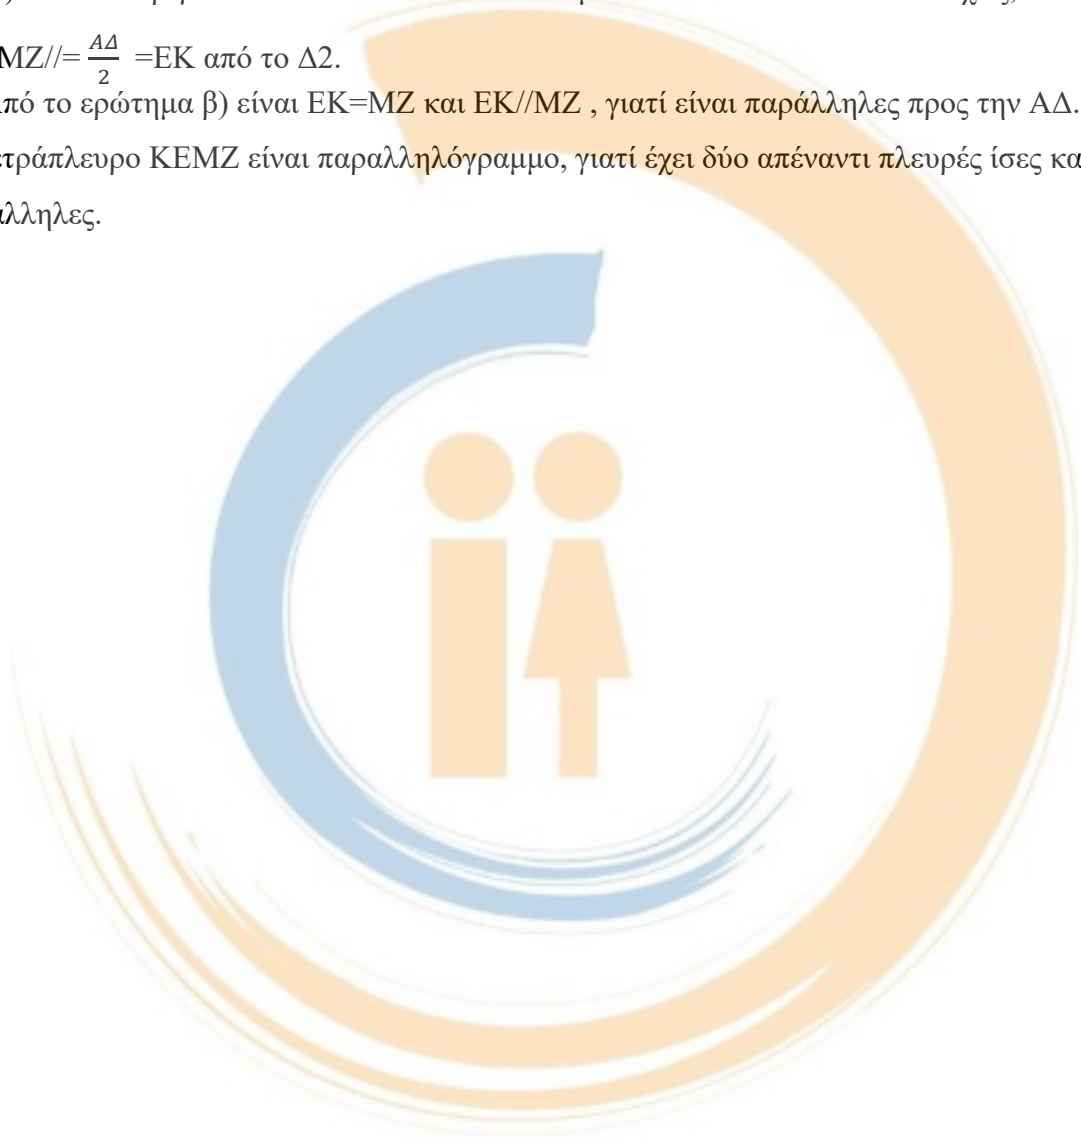 ΜΖ//= ΑΔ/2 =ΕΚ από το Δ2.
πό το ερώτημα β) είναι ΕΚ=ΜΖ και ΕΚ//ΜΖ , γιατί είναι παράλληλες προς την ΑΔ.
τράπλευρο ΚΕΜΖ είναι παραλληλόγραμμο, γιατί έχει δύο απέναντι πλευρές ίσες κα
λληλες.